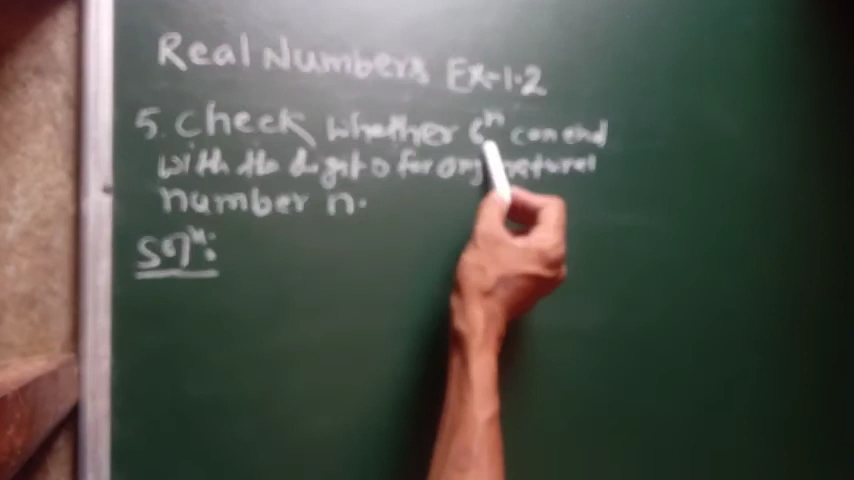 Real Numbers Ex-1.2
5. Check whether 6ⁿ can end
with the digit 0 for any natural
number n.
Solⁿ: